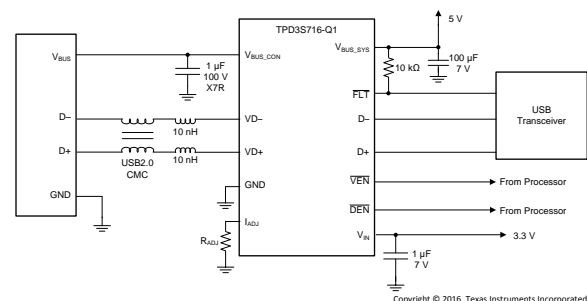 TPD3S716-Q1
5 V
V_BUS
1 µF
100 V
X7R
V_BUS_CON
V_BUS_SYS
10 kΩ
100 µF
7 V
FLT
D–
10 nH
VD–
D–
USB
Transceiver
D+
10 nH
USB2.0
CMC
VD+
D+
GND
GND
VEN
From Processor
DEN
From Processor
I_ADJ
R_ADJ
V_IN
3.3 V
1 µF
7 V
Copyright © 2016, Texas Instruments Incorporated